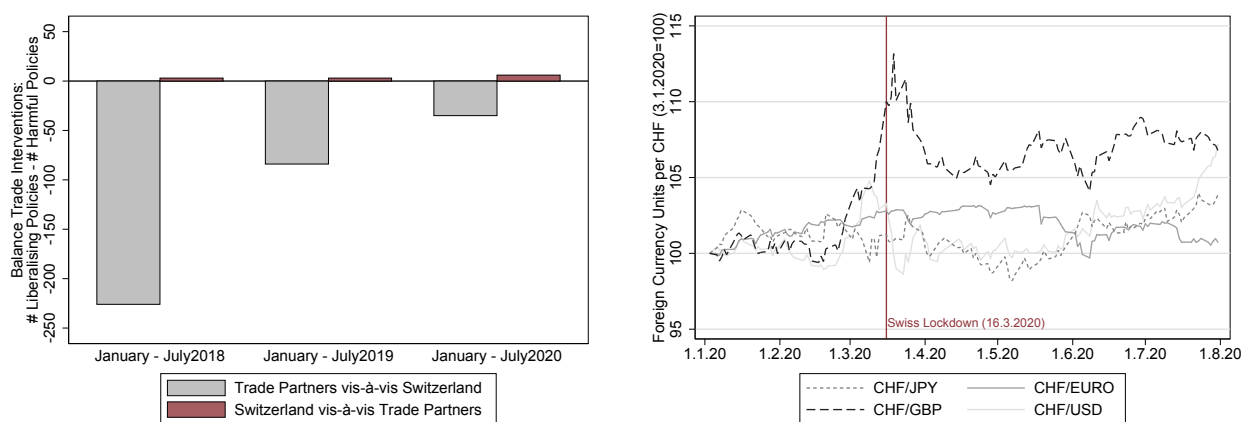 Balance Trade Interventions:
# Liberalising Policies - # Harmful Policies
50
0
-50
-100
-150
-200
-250
January - July2018
January - July2019
January - July2020
Trade Partners vis-à-vis Switzerland
Switzerland vis-à-vis Trade Partners
Foreign Currency Units per CHF (3.1.2020=100)
115
110
105
100
95
Swiss Lockdown (16.3.2020)
1.1.20
1.2.20
1.3.20
1.4.20
1.5.20
1.6.20
1.7.20
1.8.20
CHF/JPY
CHF/EURO
CHF/GBP
CHF/USD